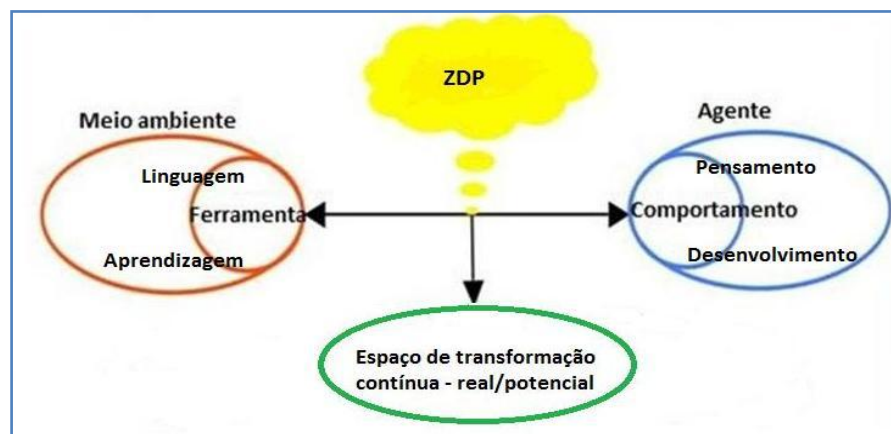 ZDP
Meio ambiente
Agente
Linguagem
Pensamento
Ferramenta
Comportamento
Aprendizagem
Desenvolvimento
Espaço de transformação
contínua - real/potencial